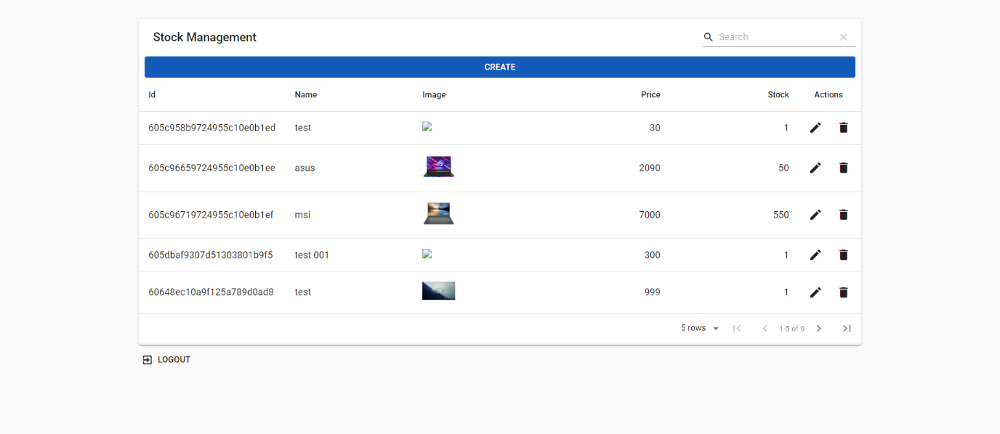 Stock Management
Search
CREATE
Id Name Image Price Stock Actions
605c958b9724955c10e0b1ed test 30 1
605c96659724955c10e0b1ee asus 2090 50
605c96719724955c10e0b1ef msi 7000 550
605dbaf9307d51303801b9f5 test 001 300 1
60648ec10a9f125a789d0ad8 test 999 1
5 rows 1-5 of 9
LOGOUT